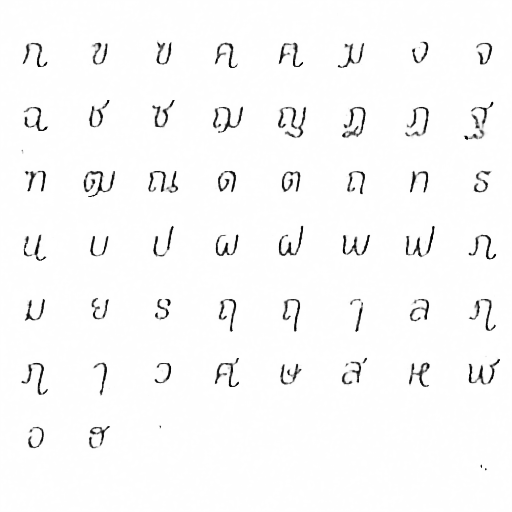 ก ข ฃ ค ฅ ฆ ง จ
ฉ ช ซ ฌ ญ ฎ ฏ ฐ
ฑ ฒ ณ ด ต ถ ท ธ
น บ ป ผ ฝ พ ฟ ภ
ม ย ร ฤ ฤ ๅ ล ฦ
ฦ ๅ ว ศ ษ ส ห ฬ
อ ฮ